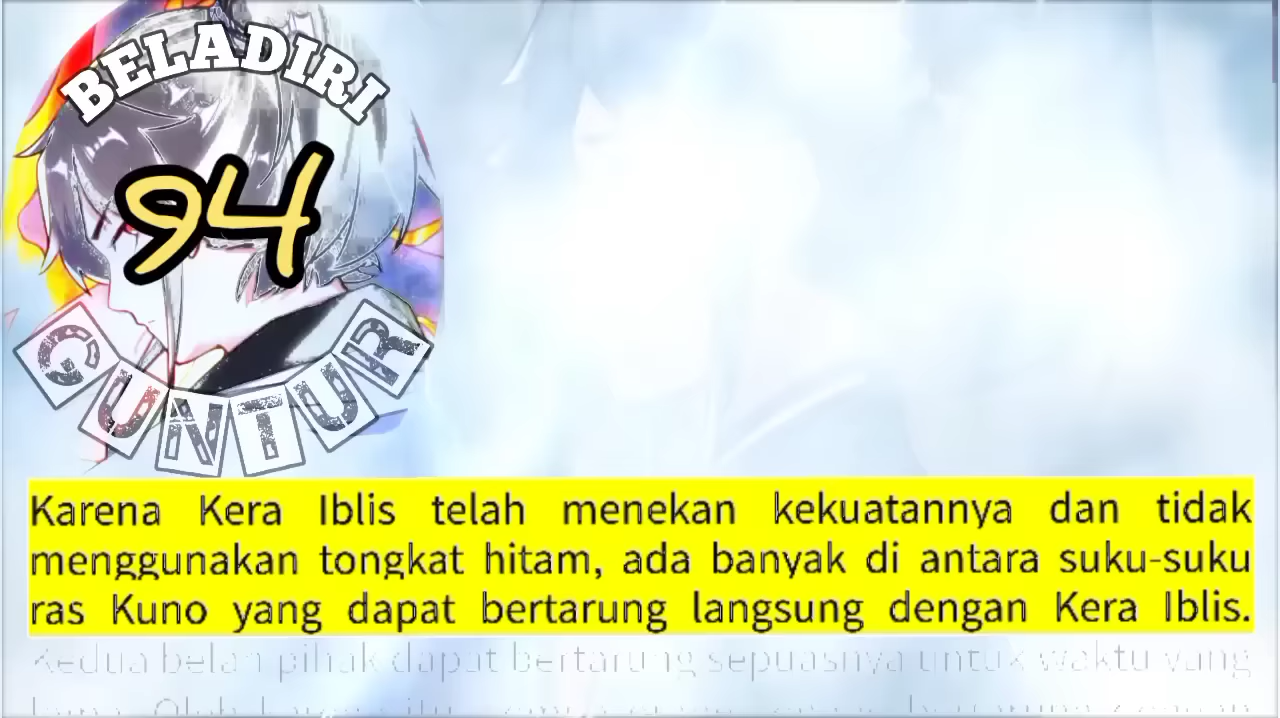 BELADIRI
94
GUNTUR
Karena Kera Iblis telah menekan kekuatannya dan tidak
menggunakan tongkat hitam, ada banyak di antara suku-suku
ras Kuno yang dapat bertarung langsung dengan Kera Iblis.
Kedua belah pihak dapat bertarung sepuasnya untuk waktu yang